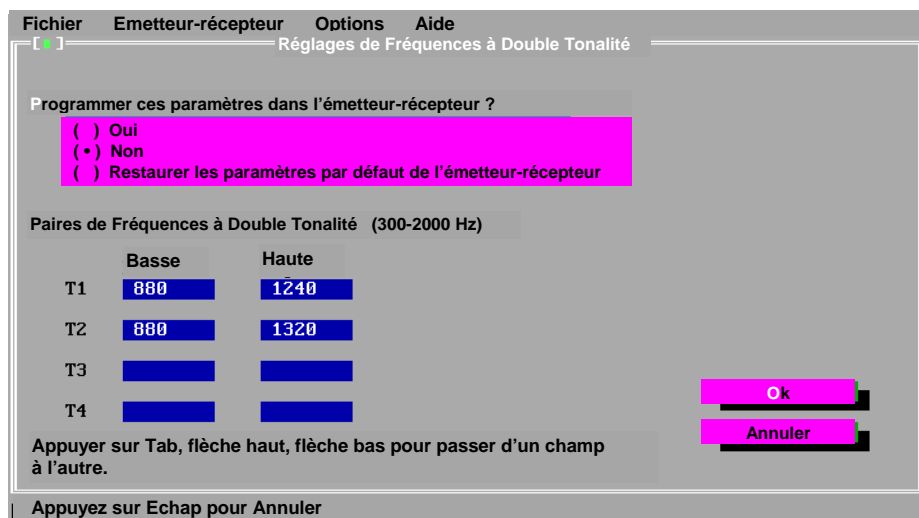 Fichier Emetteur-récepteur Options Aide
[■] Réglages de Fréquences à Double Tonalité
Programmer ces paramètres dans l'émetteur-récepteur ?
( ) Oui
(•) Non
( ) Restaurer les paramètres par défaut de l'émetteur-récepteur
Paires de Fréquences à Double Tonalité (300-2000 Hz)
Basse Haute
T1 880 1240
T2 880 1320
T3
T4
Ok
Annuler
Appuyer sur Tab, flèche haut, flèche bas pour passer d'un champ
à l'autre.
Appuyez sur Echap pour Annuler